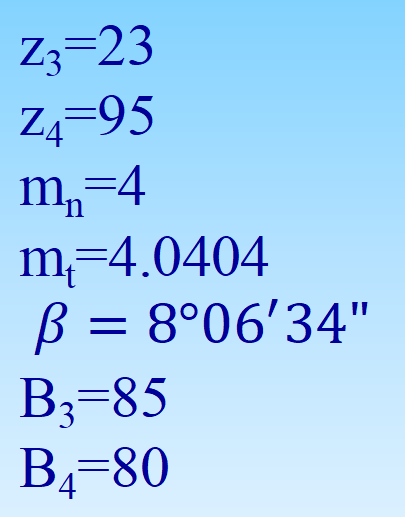 z₃=23
z₄=95
mₙ=4
mₜ=4.0404
β = 8°06′34"
B₃=85
B₄=80